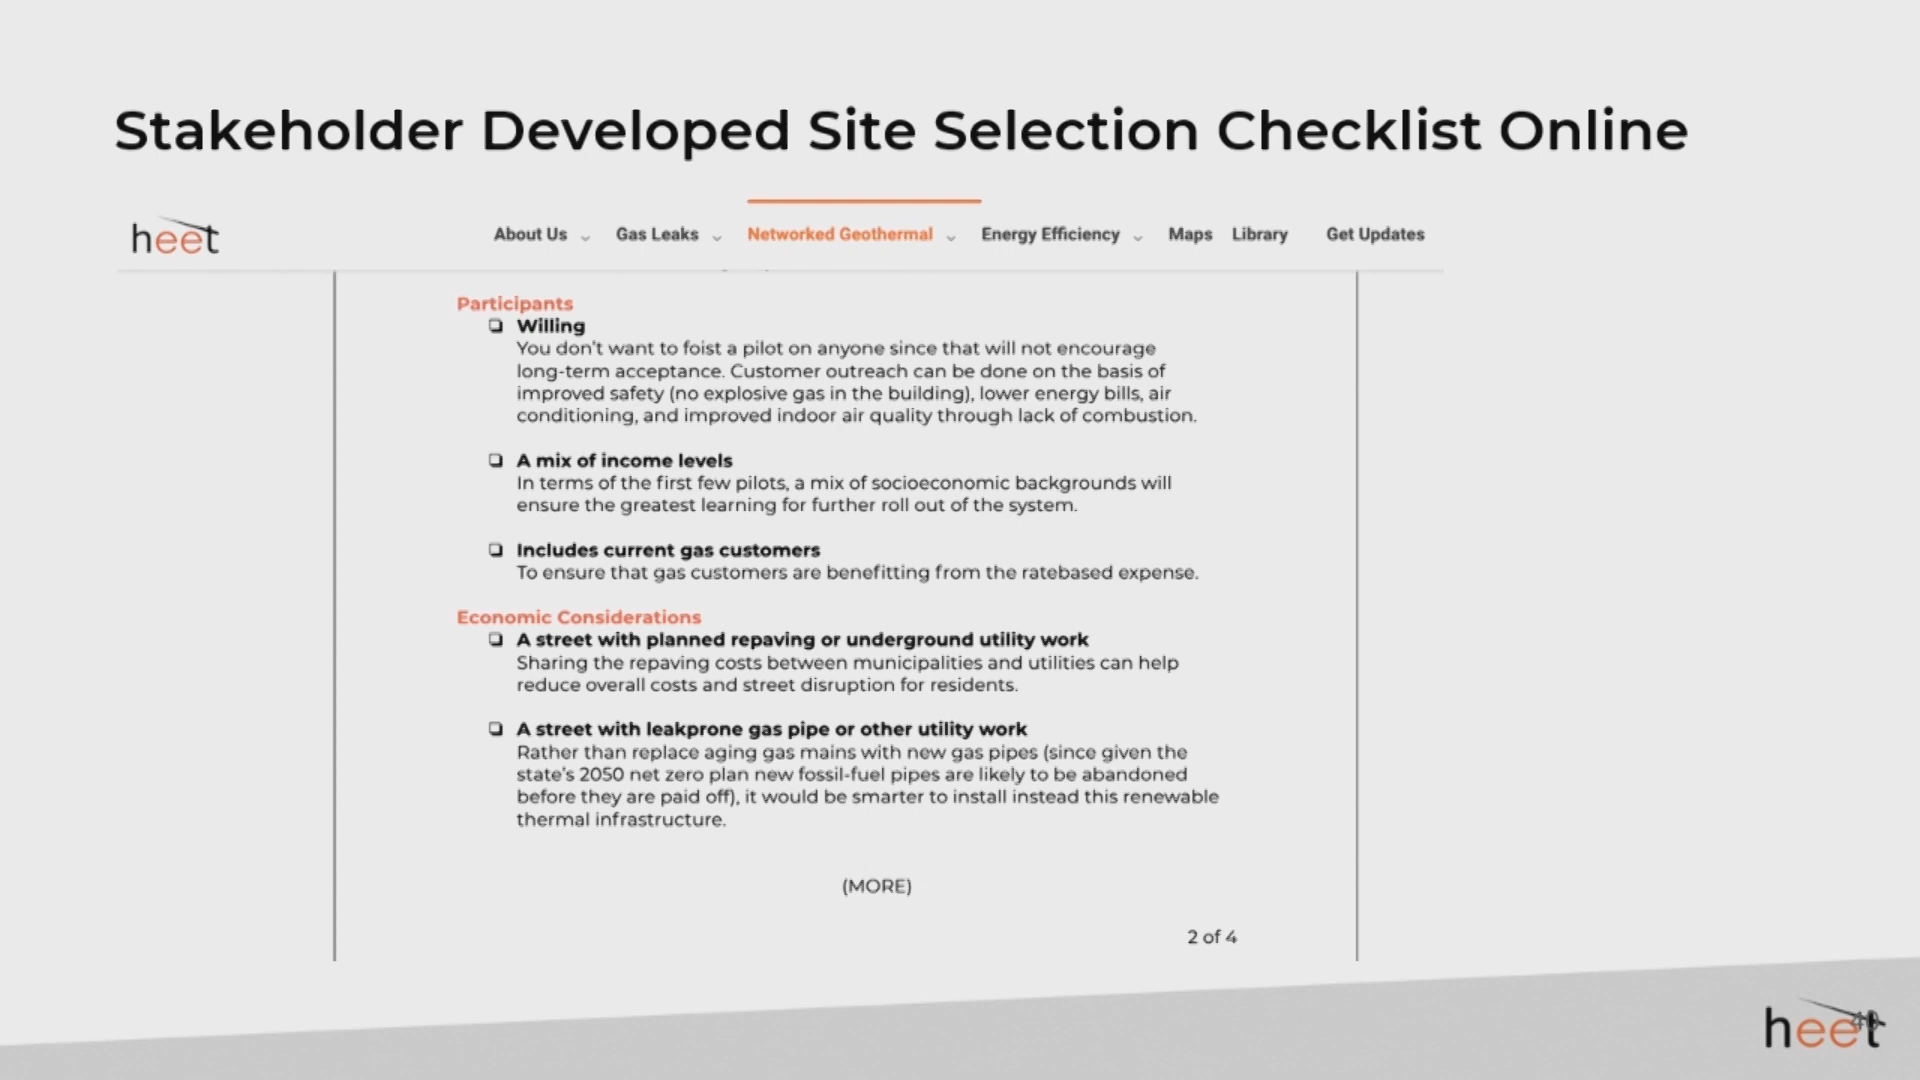 Stakeholder Developed Site Selection Checklist Online
heet
About Us Gas Leaks Networked Geothermal Energy Efficiency Maps Library Get Updates
Participants
Willing
You don't want to foist a pilot on anyone since that will not encourage
long-term acceptance. Customer outreach can be done on the basis of
improved safety (no explosive gas in the building), lower energy bills, air
conditioning, and improved indoor air quality through lack of combustion.
A mix of income levels
In terms of the first few pilots, a mix of socioeconomic backgrounds will
ensure the greatest learning for further roll out of the system.
Includes current gas customers
To ensure that gas customers are benefitting from the ratebased expense.
Economic Considerations
A street with planned repaving or underground utility work
Sharing the repaving costs between municipalities and utilities can help
reduce overall costs and street disruption for residents.
A street with leakprone gas pipe or other utility work
Rather than replace aging gas mains with new gas pipes (since given the
state's 2050 net zero plan new fossil-fuel pipes are likely to be abandoned
before they are paid off), it would be smarter to install instead this renewable
thermal infrastructure.
(MORE)
2 of 4
heet
40